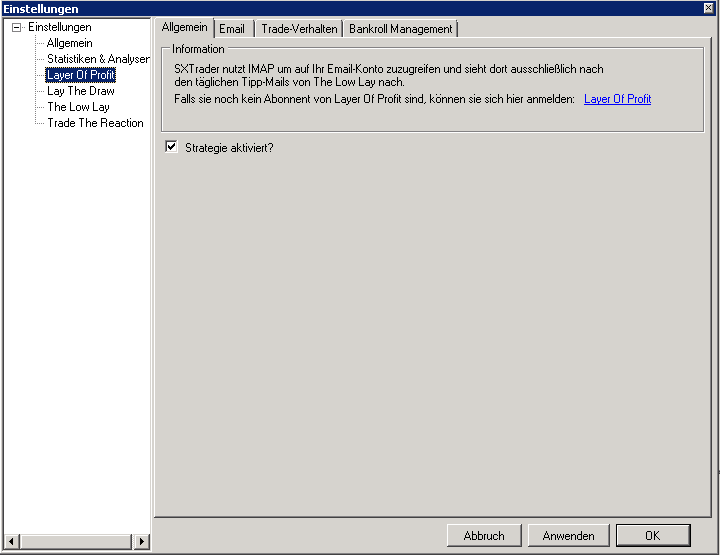 Einstellungen
Einstellungen
Allgemein
Statistiken & Analysen
Layer Of Profit
Lay The Draw
The Low Lay
Trade The Reaction
Allgemein Email Trade-Verhalten Bankroll Management
Information
SXTrader nutzt IMAP um auf Ihr Email-Konto zuzugreifen und sieht dort ausschließlich nach
den täglichen Tipp-Mails von The Low Lay nach.
Falls sie noch kein Abonnent von Layer Of Profit sind, können sie sich hier anmelden: Layer Of Profit
Strategie aktiviert?
Abbruch Anwenden OK